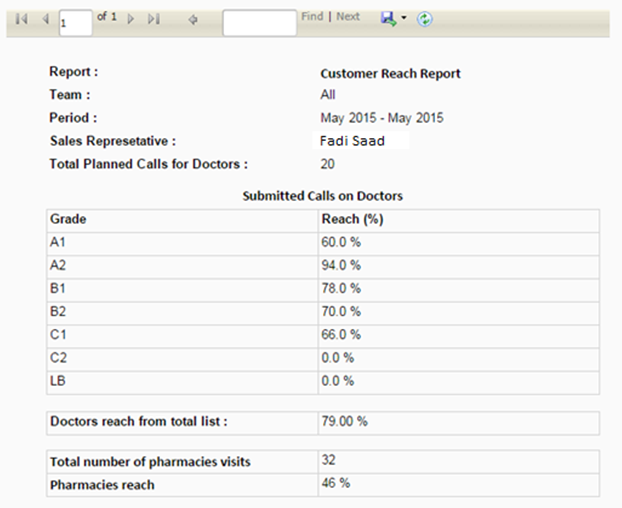 1 of 1 Find | Next
Report : Customer Reach Report
Team : All
Period : May 2015 - May 2015
Sales Represetative : Fadi Saad
Total Planned Calls for Doctors : 20
Submitted Calls on Doctors
Grade Reach (%)
A1 60.0 %
A2 94.0 %
B1 78.0 %
B2 70.0 %
C1 66.0 %
C2 0.0 %
LB 0.0 %
Doctors reach from total list : 79.00 %
Total number of pharmacies visits 32
Pharmacies reach 46 %